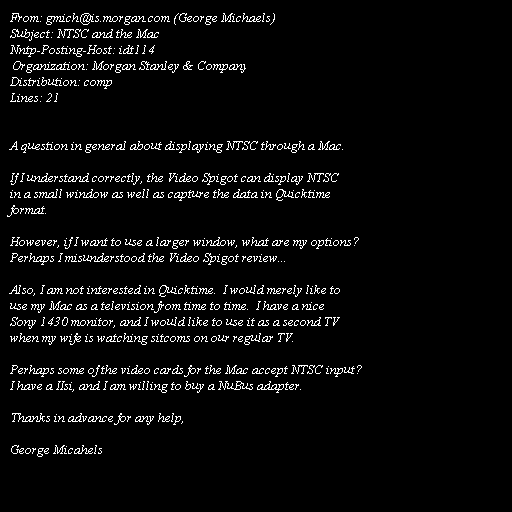 From: gmich@is.morgan.com (George Michaels)
Subject: NTSC and the Mac
Nntp-Posting-Host: idt114
Organization: Morgan Stanley & Company
Distribution: comp
Lines: 21
A question in general about displaying NTSC through a Mac.
If I understand correctly, the Video Spigot can display NTSC
in a small window as well as capture the data in Quicktime
format.
However, if I want to use a larger window, what are my options?
Perhaps I misunderstood the Video Spigot review...
Also, I am not interested in Quicktime.  I would merely like to
use my Mac as a television from time to time.  I have a nice
Sony 1430 monitor, and I would like to use it as a second TV
when my wife is watching sitcoms on our regular TV.
Perhaps some of the video cards for the Mac accept NTSC input?
I have a IIsi, and I am willing to buy a NuBus adapter.
Thanks in advance for any help,
George Micahels